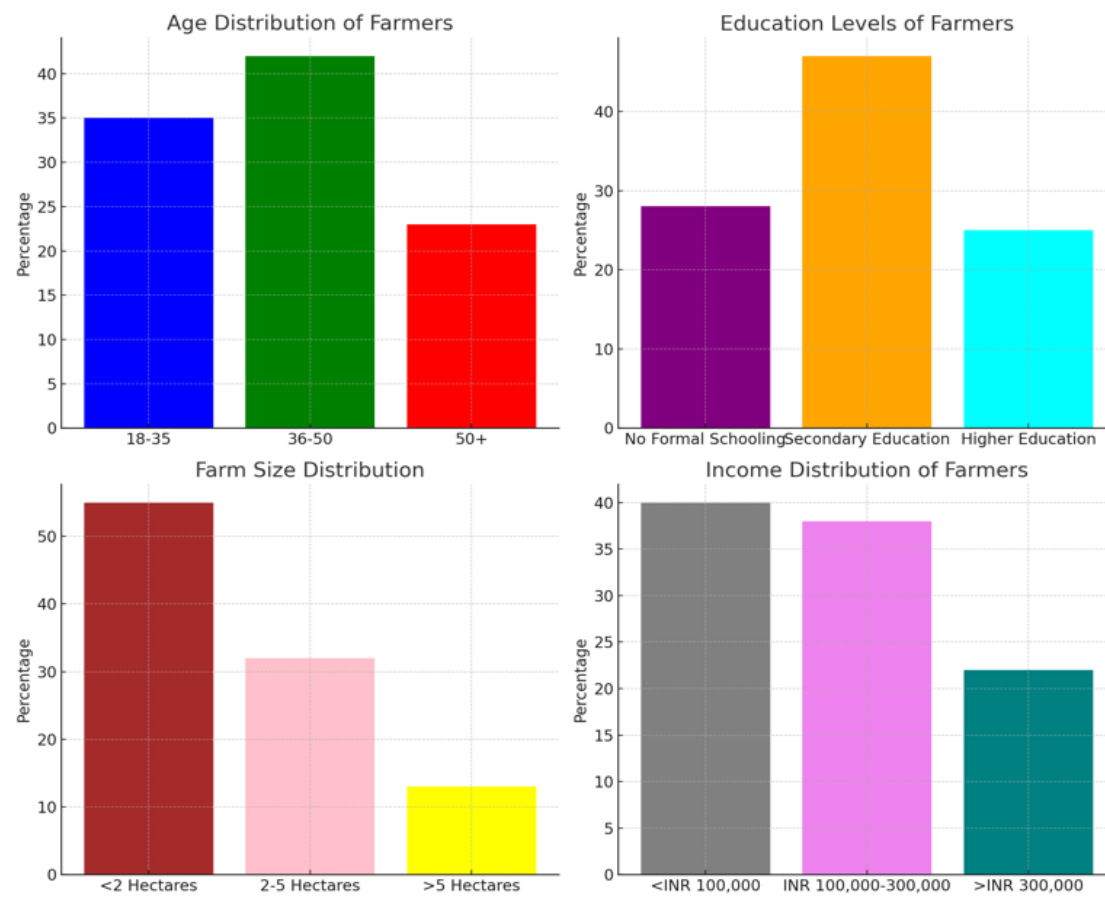 Age Distribution of Farmers
Percentage
40
35
30
25
20
15
10
5
0
18-35 36-50 50+
Education Levels of Farmers
Percentage
40
30
20
10
0
No Formal Schooling Secondary Education Higher Education
Farm Size Distribution
Percentage
50
40
30
20
10
0
<2 Hectares 2-5 Hectares >5 Hectares
Income Distribution of Farmers
Percentage
40
35
30
25
20
15
10
5
0
<INR 100,000 INR 100,000-300,000 >INR 300,000